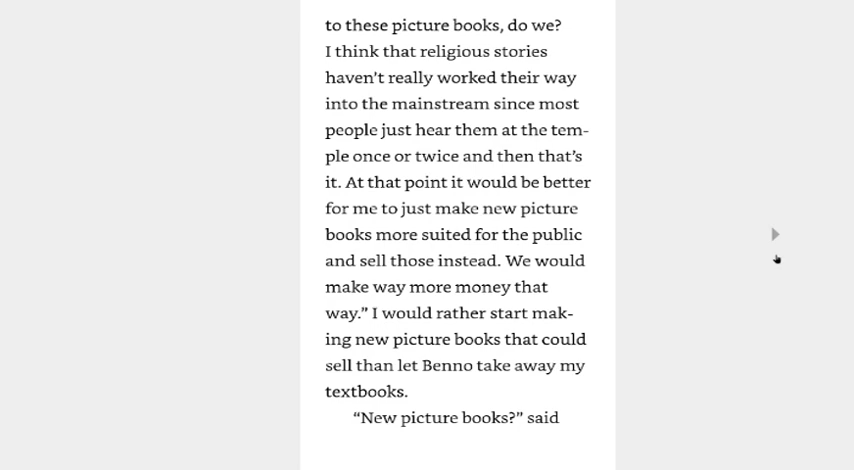 to these picture books, do we?
I think that religious stories
haven’t really worked their way
into the mainstream since most
people just hear them at the tem-
ple once or twice and then that’s
it. At that point it would be better
for me to just make new picture
books more suited for the public
and sell those instead. We would
make way more money that
way.” I would rather start mak-
ing new picture books that could
sell than let Benno take away my
textbooks.
“New picture books?” said